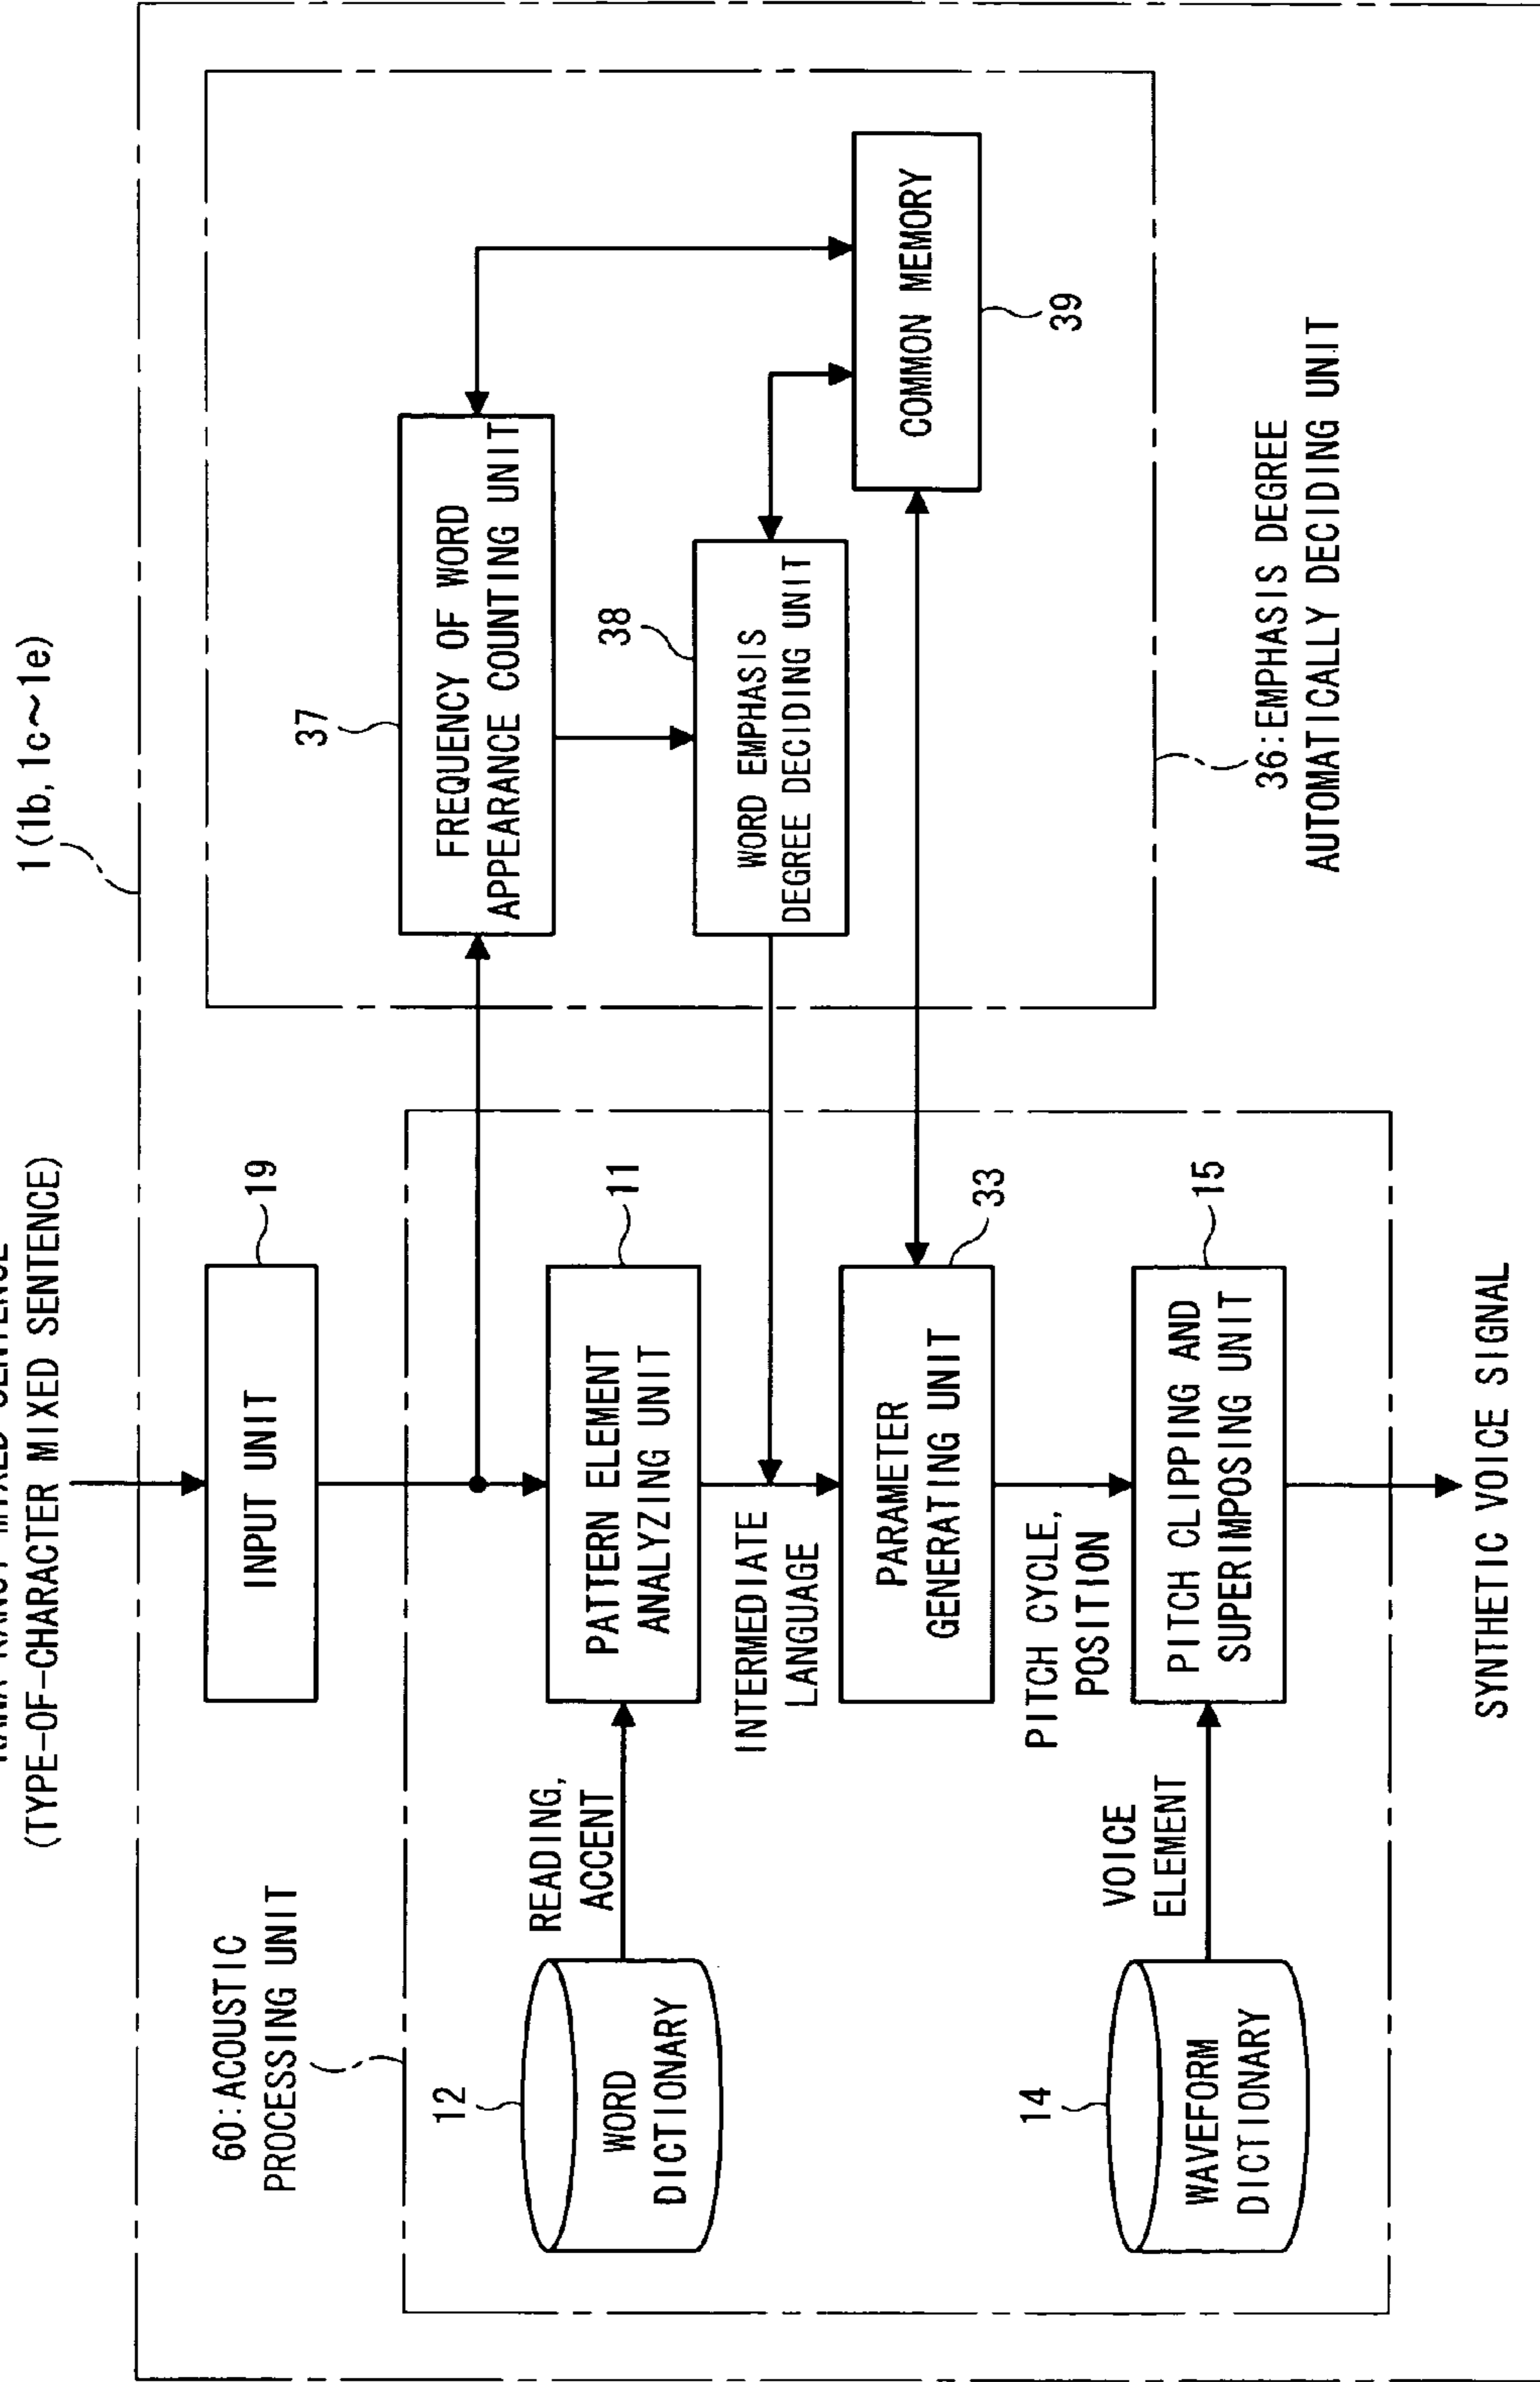 (TYPE-OF-CHARACTER MIXED SENTENCE)
1(1b, 1c~1e)
60:ACOUSTIC
PROCESSING UNIT
INPUT UNIT
19
12
WORD
DICTIONARY
READING,
ACCENT
PATTERN ELEMENT
ANALYZING UNIT
11
37
FREQUENCY OF WORD
APPEARANCE COUNTING UNIT
INTERMEDIATE
LANGUAGE
38
WORD EMPHASIS
DEGREE DECIDING UNIT
PARAMETER
GENERATING UNIT
33
COMMON MEMORY
39
PITCH CYCLE,
POSITION
14
WAVEFORM
DICTIONARY
VOICE
ELEMENT
PITCH CLIPPING AND
SUPERIMPOSING UNIT
15
36:EMPHASIS DEGREE
AUTOMATICALLY DECIDING UNIT
SYNTHETIC VOICE SIGNAL